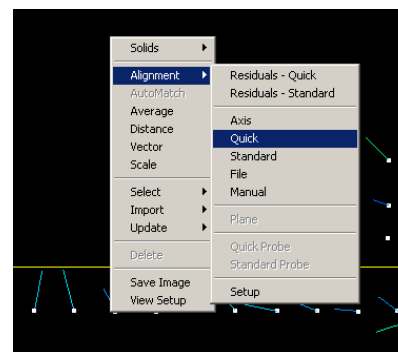 Solids
Alignment
AutoMatch
Average
Distance
Vector
Scale
Select
Import
Update
Delete
Save Image
View Setup
Residuals - Quick
Residuals - Standard
Axis
Quick
Standard
File
Manual
Plane
Quick Probe
Standard Probe
Setup